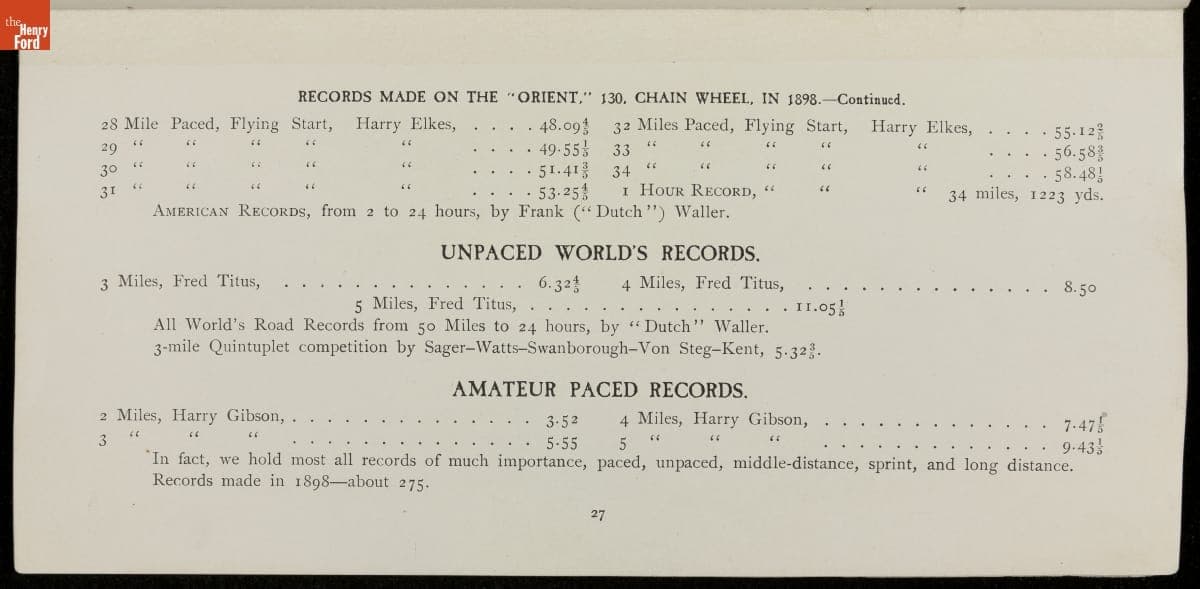 the Henry Ford
RECORDS MADE ON THE "ORIENT," 130, CHAIN WHEEL, IN 1898.—Continued.
28 Mile Paced, Flying Start, Harry Elkes, . . . . 48.09⅘ 32 Miles Paced, Flying Start, Harry Elkes, . . . . 55.12⅖
29 " " " " " . . . . 49.55⅕ 33 " " " " " . . . . 56.58⅗
30 " " " " " . . . . 51.41⅗ 34 " " " " " . . . . 58.48⅕
31 " " " " " . . . . 53.25⅘ 1 HOUR RECORD, " " " 34 miles, 1223 yds.
AMERICAN RECORDS, from 2 to 24 hours, by Frank ("Dutch") Waller.
UNPACED WORLD'S RECORDS.
3 Miles, Fred Titus, . . . . . . . . . . . . . . 6.32⅘ 4 Miles, Fred Titus, . . . . . . . . . . . . . . 8.50
5 Miles, Fred Titus, . . . . . . . . . . . . . . 11.05⅕
All World's Road Records from 50 Miles to 24 hours, by "Dutch" Waller.
3-mile Quintuplet competition by Sager–Watts–Swanborough–Von Steg–Kent, 5.32⅗.
AMATEUR PACED RECORDS.
2 Miles, Harry Gibson, . . . . . . . . . . . . . . 3.52 4 Miles, Harry Gibson, . . . . . . . . . . . . . 7.47
3 " " " . . . . . . . . . . . . . . 5.55 5 " " " . . . . . . . . . . . . . 9.43⅕
In fact, we hold most all records of much importance, paced, unpaced, middle-distance, sprint, and long distance.
Records made in 1898—about 275.
27